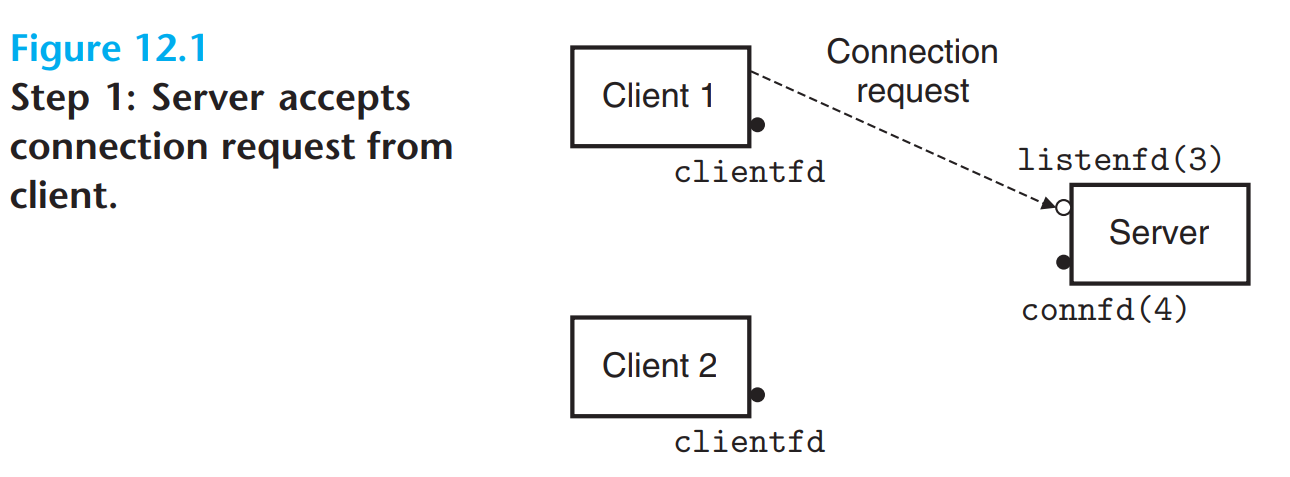 Figure 12.1
Step 1: Server accepts
connection request from
client.
Connection
request
Client 1
clientfd
listenfd(3)
Server
connfd(4)
Client 2
clientfd